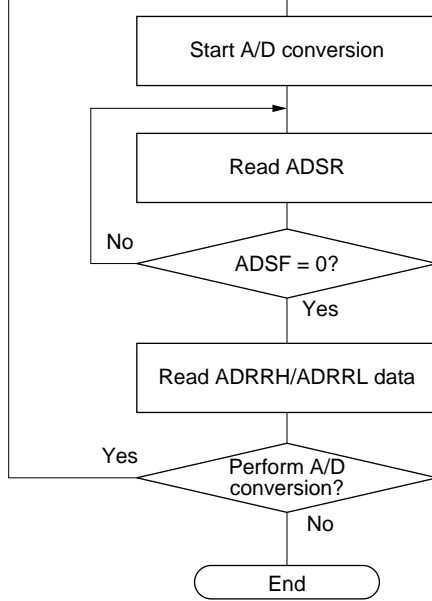 Start A/D conversion
Read ADSR
No
ADSF = 0?
Yes
Read ADRRH/ADRRL data
Yes
Perform A/D
conversion?
No
End